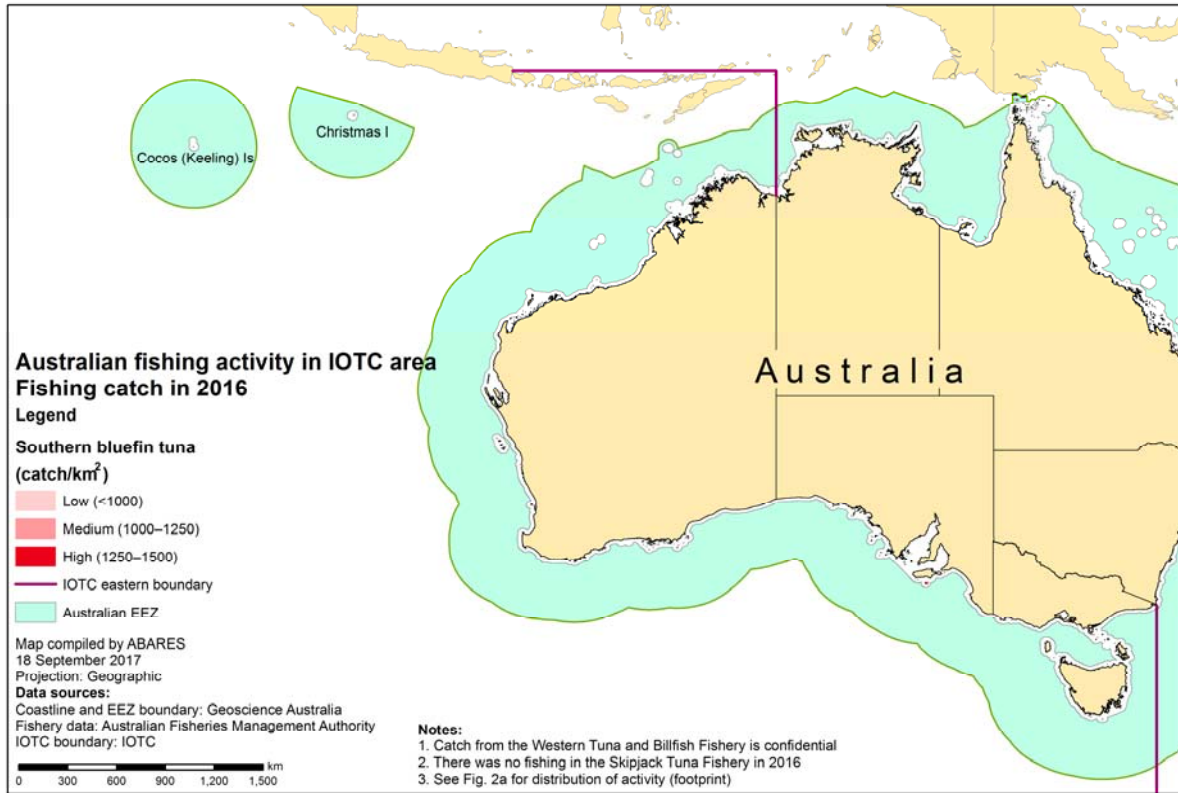 Christmas I
Cocos (Keeling) Is
Australia
Australian fishing activity in IOTC area
Fishing catch in 2016
Legend
Southern bluefin tuna
(catch/km²)
Low (<1000)
Medium (1000–1250)
High (1250–1500)
IOTC eastern boundary
Australian EEZ
Map compiled by ABARES
18 September 2017
Projection: Geographic
Data sources:
Coastline and EEZ boundary: Geoscience Australia
Fishery data: Australian Fisheries Management Authority
IOTC boundary: IOTC
km
0 300 600 900 1,200 1,500
Notes:
1. Catch from the Western Tuna and Billfish Fishery is confidential
2. There was no fishing in the Skipjack Tuna Fishery in 2016
3. See Fig. 2a for distribution of activity (footprint)